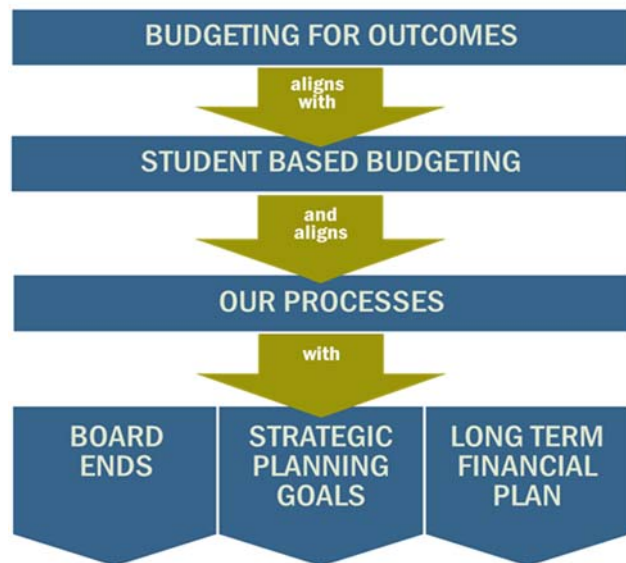 BUDGETING FOR OUTCOMES
aligns
with
STUDENT BASED BUDGETING
and
aligns
OUR PROCESSES
with
BOARD
ENDS
STRATEGIC
PLANNING
GOALS
LONG TERM
FINANCIAL
PLAN